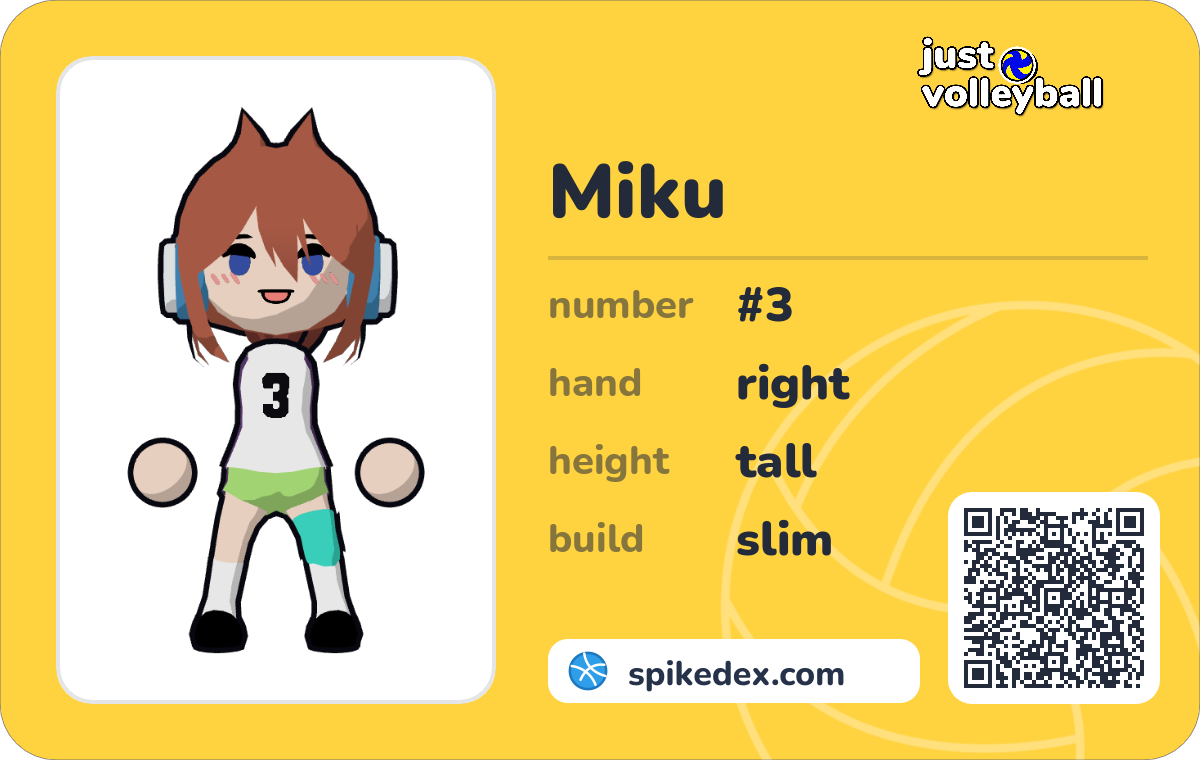 just
volleyball
Miku
number #3
hand right
height tall
build slim
3
spikedex.com